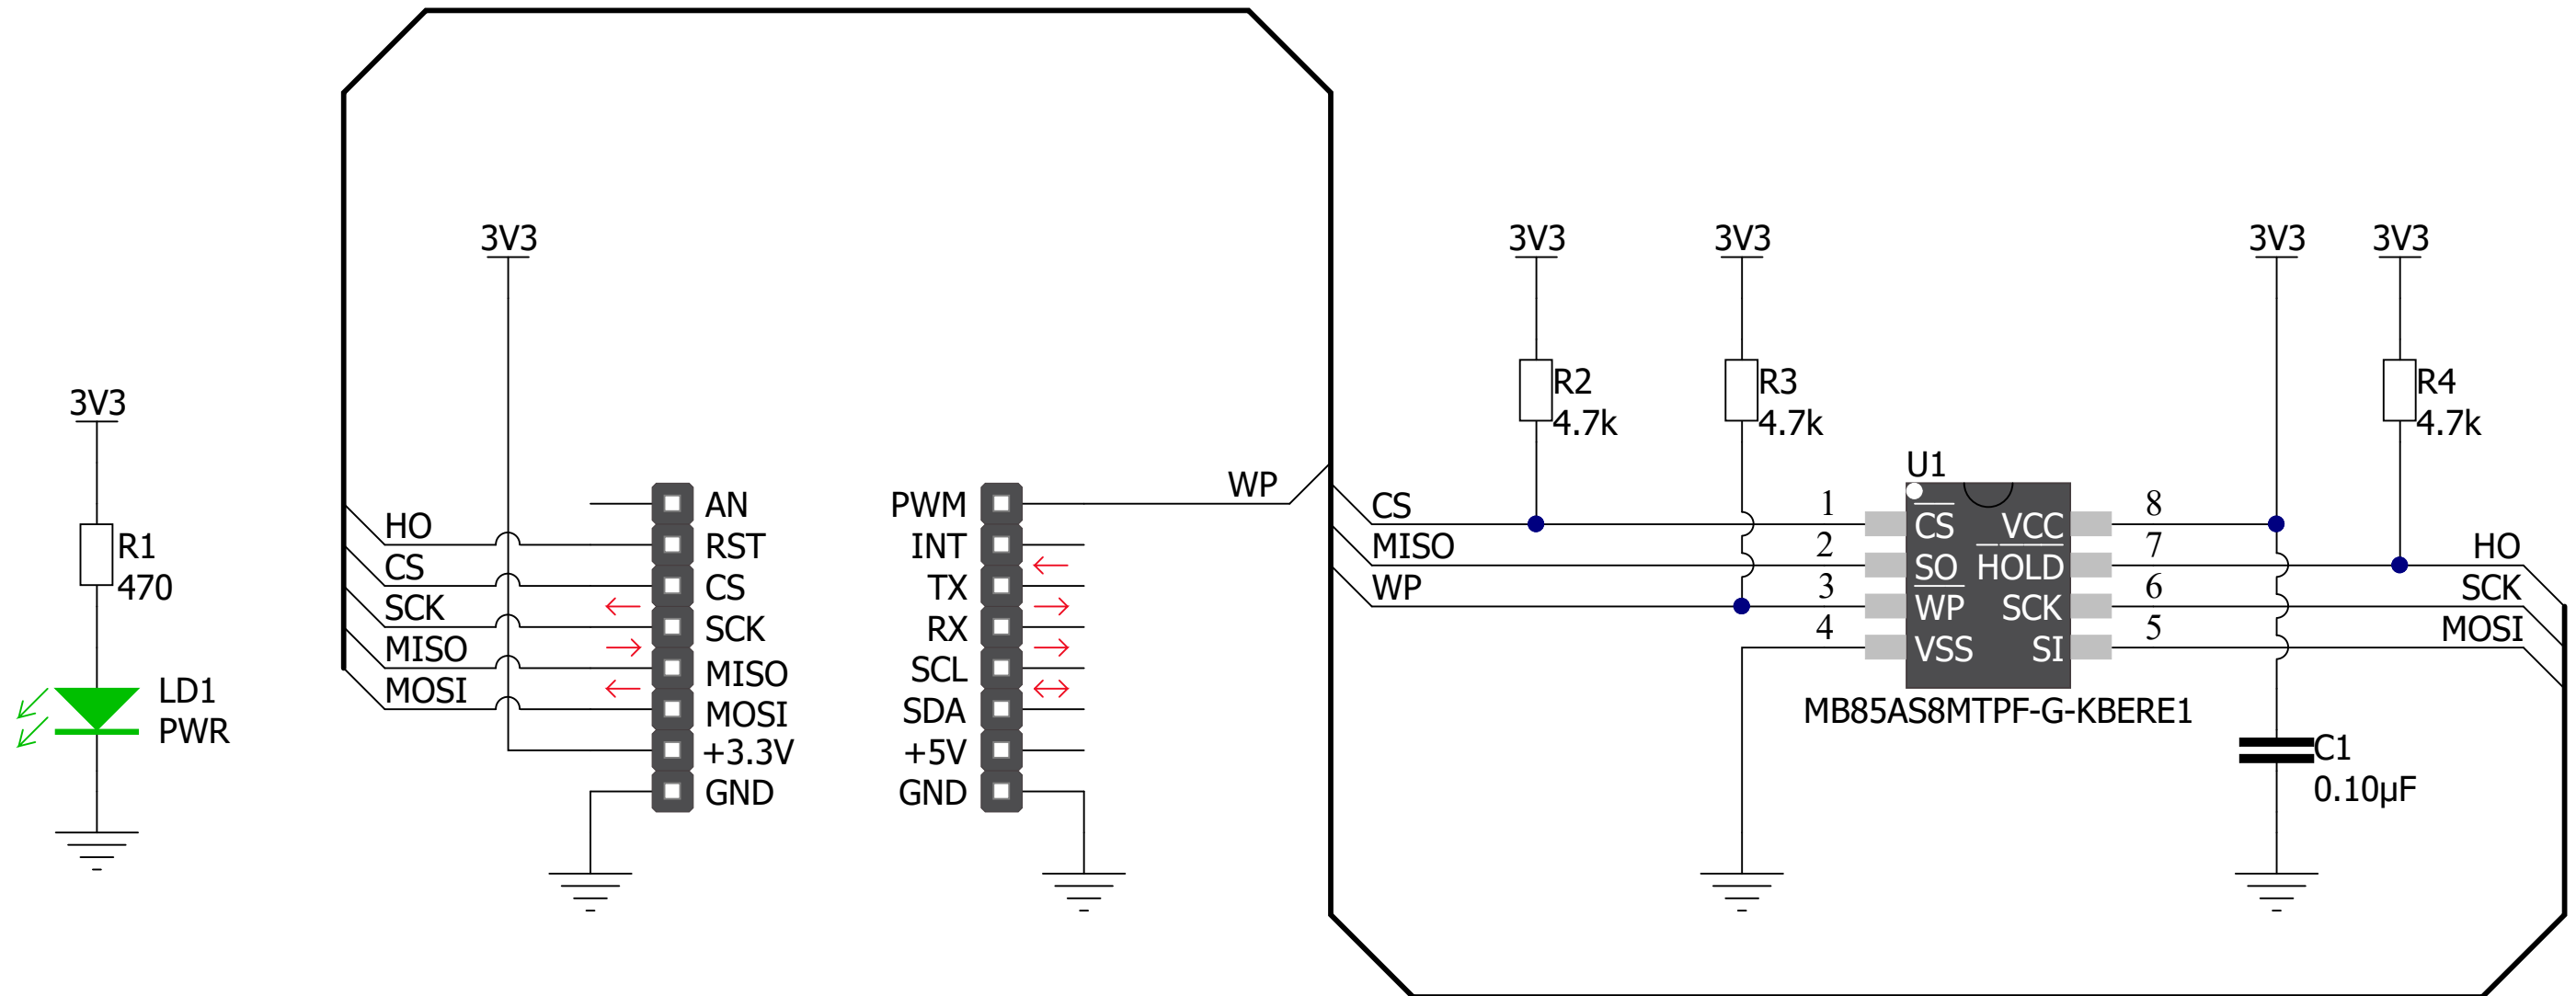 3V3
R1
470
LD1
PWR
3V3
HO
CS
SCK
MISO
MOSI
AN
RST
CS
SCK
MISO
MOSI
+3.3V
GND
PWM
INT
TX
RX
SCL
SDA
+5V
GND
WP
CS
MISO
WP
3V3
R2
4.7k
3V3
R3
4.7k
U1
1
2
3
4
CS
SO
WP
VSS
VCC
HOLD
SCK
SI
8
7
6
5
MB85AS8MTPF-G-KBERE1
3V3
3V3
R4
4.7k
HO
SCK
MOSI
C1
0.10µF